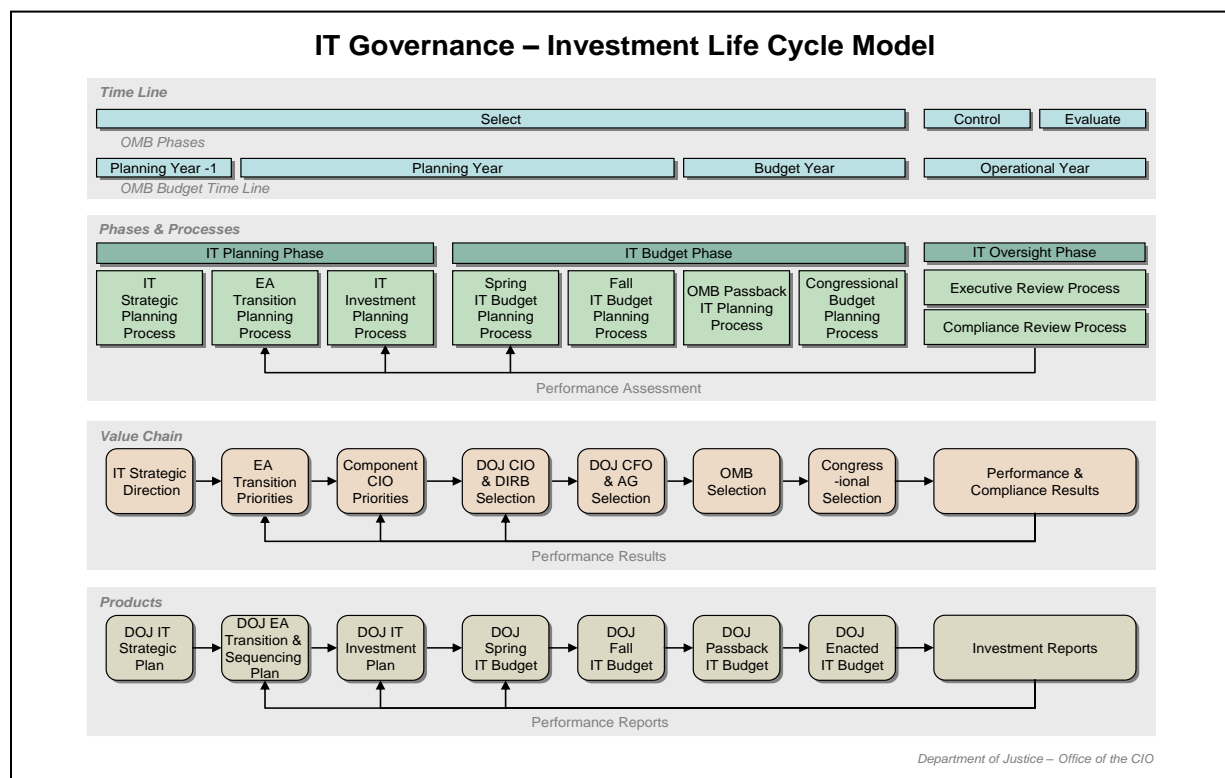 IT Governance – Investment Life Cycle Model
Time Line
Select
Control
Evaluate
OMB Phases
Planning Year -1
Planning Year
Budget Year
Operational Year
OMB Budget Time Line
Phases & Processes
IT Planning Phase
IT Budget Phase
IT Oversight Phase
IT
Strategic
Planning
Process
EA
Transition
Planning
Process
IT
Investment
Planning
Process
Spring
IT Budget
Planning
Process
Fall
IT Budget
Planning
Process
OMB Passback
IT Planning
Process
Congressional
Budget
Planning
Process
Executive Review Process
Compliance Review Process
Performance Assessment
Value Chain
IT Strategic
Direction
EA
Transition
Priorities
Component
CIO
Priorities
DOJ CIO
& DIRB
Selection
DOJ CFO
& AG
Selection
OMB
Selection
Congress
-ional
Selection
Performance &
Compliance Results
Performance Results
Products
DOJ IT
Strategic
Plan
DOJ EA
Transition &
Sequencing
Plan
DOJ IT
Investment
Plan
DOJ
Spring
IT Budget
DOJ
Fall
IT Budget
DOJ
Passback
IT Budget
DOJ
Enacted
IT Budget
Investment Reports
Performance Reports
Department of Justice – Office of the CIO